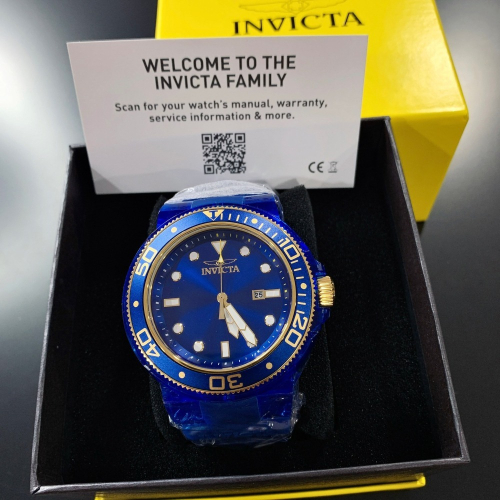 INVICTA
WELCOME TO THE
INVICTA FAMILY
Scan for your watch's manual, warranty,
service information & more.
CE
INVICTA
10
20
30
40
50